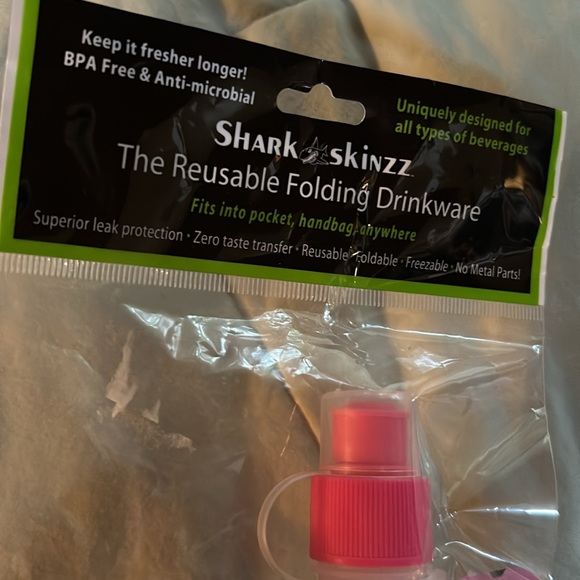 Keep it fresher longer!
BPA Free & Anti-microbial
Uniquely designed for
all types of beverages
SHARK SKINZZ
The Reusable Folding Drinkware
Fits into pocket, handbag, anywhere
Superior leak protection · Zero taste transfer · Reusable Foldable · Freezable · No Metal Parts!